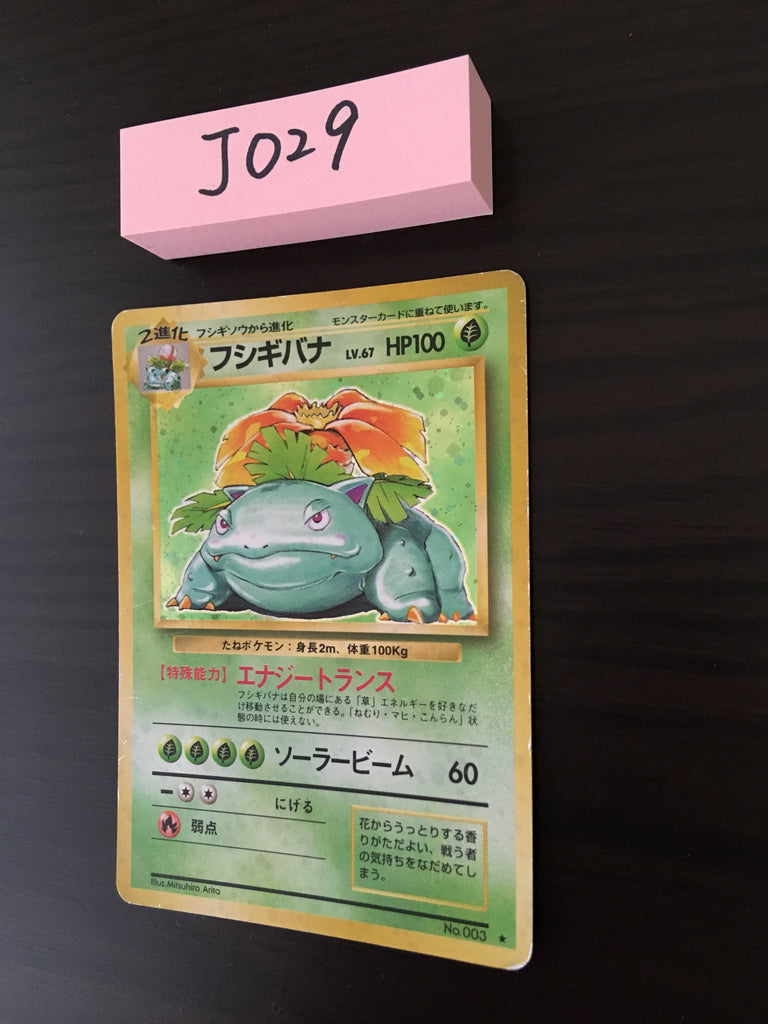 J029
2進化 フシギソウから進化 モンスターカードに重ねて使います。
フシギバナ LV.67 HP100
たねポケモン：身長2m、体重100Kg
【特殊能力】エナジートランス
フシギバナは自分の場にある「草」エネルギーを好きなだ
け移動させることができる。「ねむり・マヒ・こんらん」状
態の時には使えない。
ソーラービーム 60
にげる
弱点
花からうっとりする香
りがただよい、戦う者
の気持ちをなだめてし
まう。
Illus.Mitsuhiro Arita
No.003 ★